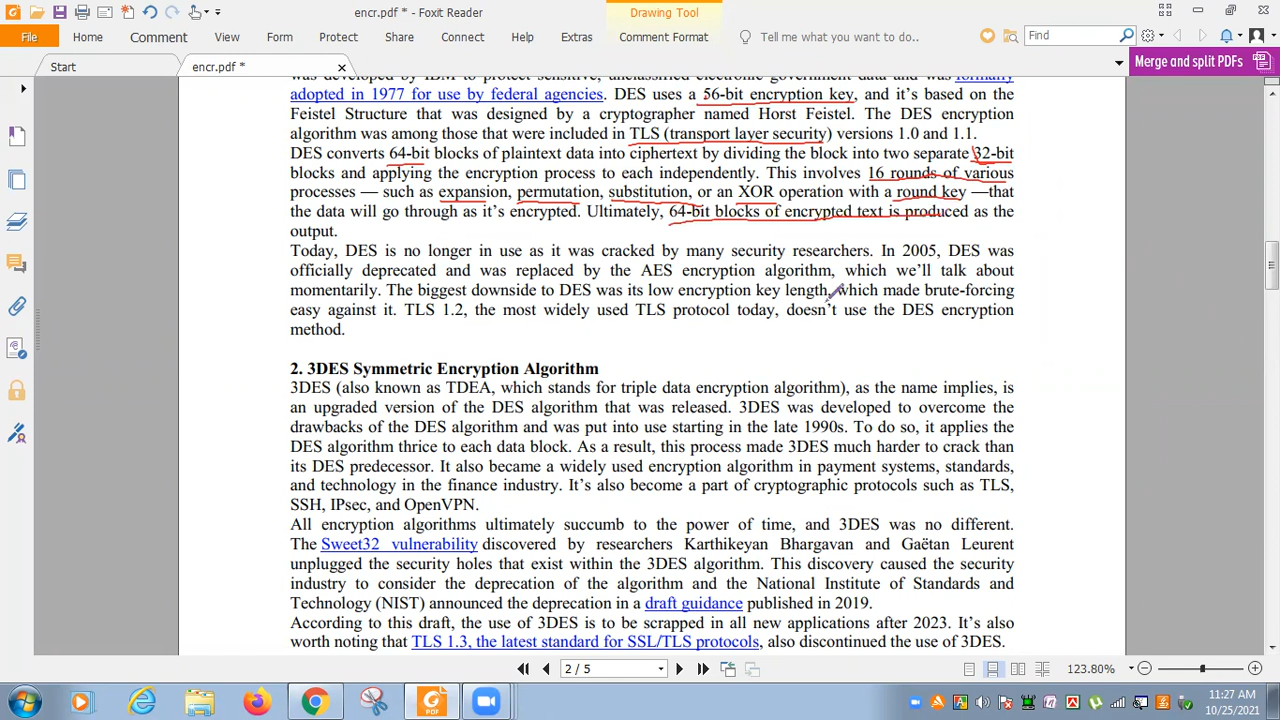 encr.pdf * - Foxit Reader
Drawing Tool
File
Home
Comment
View
Form
Protect
Share
Connect
Help
Extras
Comment Format
Tell me what you want to do..
Find
Start
encr.pdf *
Merge and split PDFs
was developed by IBM to protect sensitive, unclassified electronic government data and was formally
adopted in 1977 for use by federal agencies. DES uses a 56-bit encryption key, and it's based on the
Feistel Structure that was designed by a cryptographer named Horst Feistel. The DES encryption
algorithm was among those that were included in TLS (transport layer security) versions 1.0 and 1.1.
DES converts 64-bit blocks of plaintext data into ciphertext by dividing the block into two separate 32-bit
blocks and applying the encryption process to each independently. This involves 16 rounds of various
processes — such as expansion, permutation, substitution, or an XOR operation with a round key —that
the data will go through as it's encrypted. Ultimately, 64-bit blocks of encrypted text is produced as the
output.
Today, DES is no longer in use as it was cracked by many security researchers. In 2005, DES was
officially deprecated and was replaced by the AES encryption algorithm, which we'll talk about
momentarily. The biggest downside to DES was its low encryption key length, which made brute-forcing
easy against it. TLS 1.2, the most widely used TLS protocol today, doesn't use the DES encryption
method.
2. 3DES Symmetric Encryption Algorithm
3DES (also known as TDEA, which stands for triple data encryption algorithm), as the name implies, is
an upgraded version of the DES algorithm that was released. 3DES was developed to overcome the
drawbacks of the DES algorithm and was put into use starting in the late 1990s. To do so, it applies the
DES algorithm thrice to each data block. As a result, this process made 3DES much harder to crack than
its DES predecessor. It also became a widely used encryption algorithm in payment systems, standards,
and technology in the finance industry. It's also become a part of cryptographic protocols such as TLS,
SSH, IPsec, and OpenVPN.
All encryption algorithms ultimately succumb to the power of time, and 3DES was no different.
The Sweet32 vulnerability discovered by researchers Karthikeyan Bhargavan and Gaëtan Leurent
unplugged the security holes that exist within the 3DES algorithm. This discovery caused the security
industry to consider the deprecation of the algorithm and the National Institute of Standards and
Technology (NIST) announced the deprecation in a draft guidance published in 2019.
According to this draft, the use of 3DES is to be scrapped in all new applications after 2023. It's also
worth noting that TLS 1.3, the latest standard for SSL/TLS protocols, also discontinued the use of 3DES.
2 / 5
123.80%
PDF
11:27 AM
10/25/2021